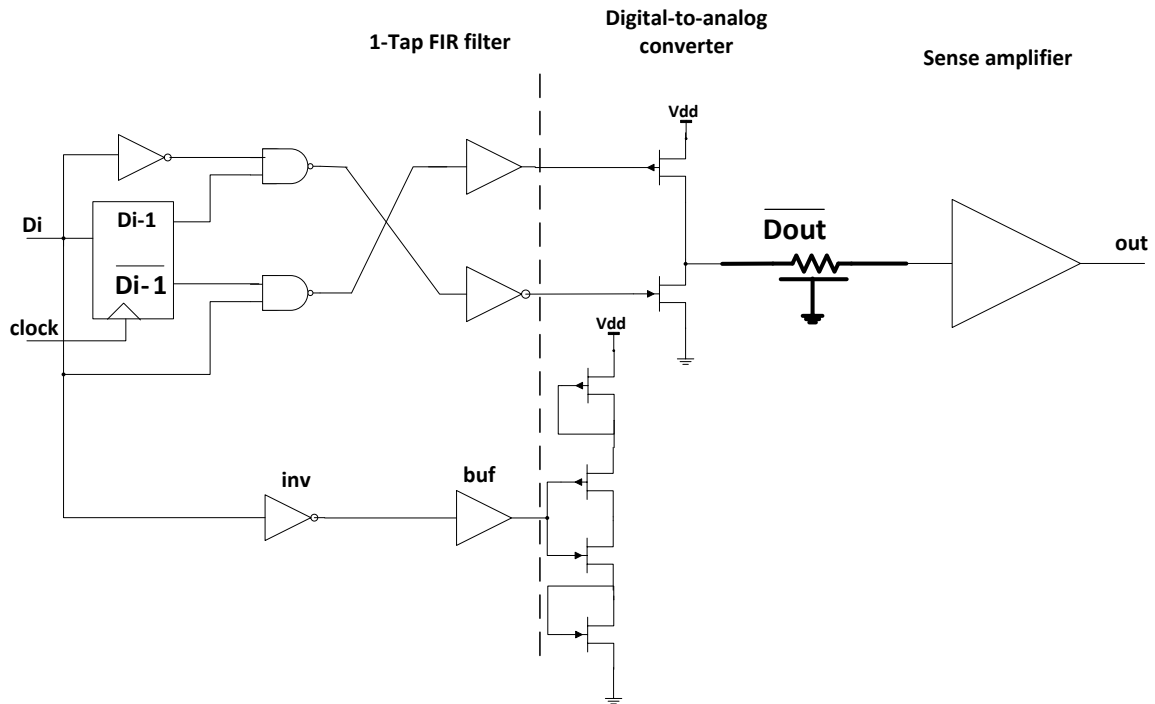 Digital-to-analog
converter
1-Tap FIR filter
Sense amplifier
Vdd
Di
Di-1
Di-1
clock
Dout
out
Vdd
inv
buf